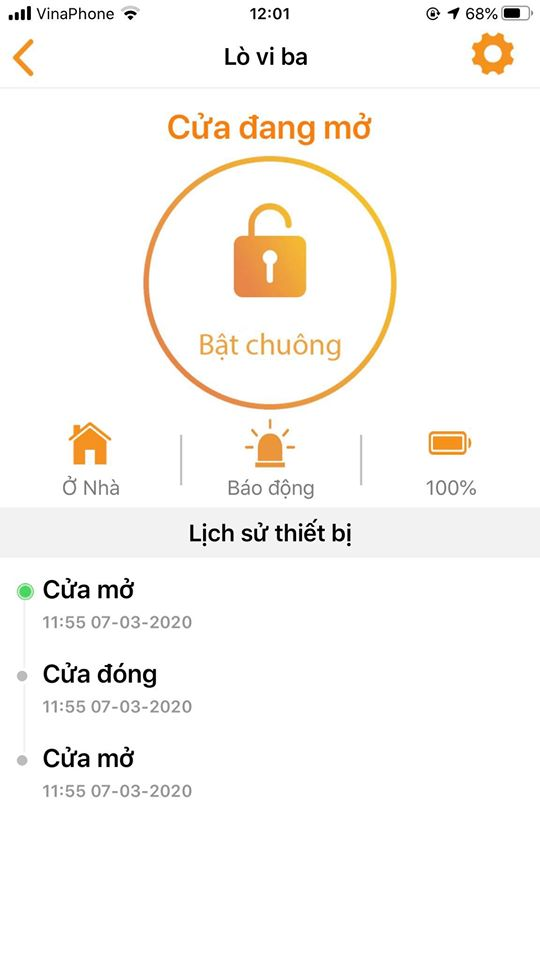 VinaPhone 12:01 68%
Lò vi ba
Cửa đang mở
Bật chuông
Ở Nhà Báo động 100%
Lịch sử thiết bị
Cửa mở
11:55 07-03-2020
Cửa đóng
11:55 07-03-2020
Cửa mở
11:55 07-03-2020